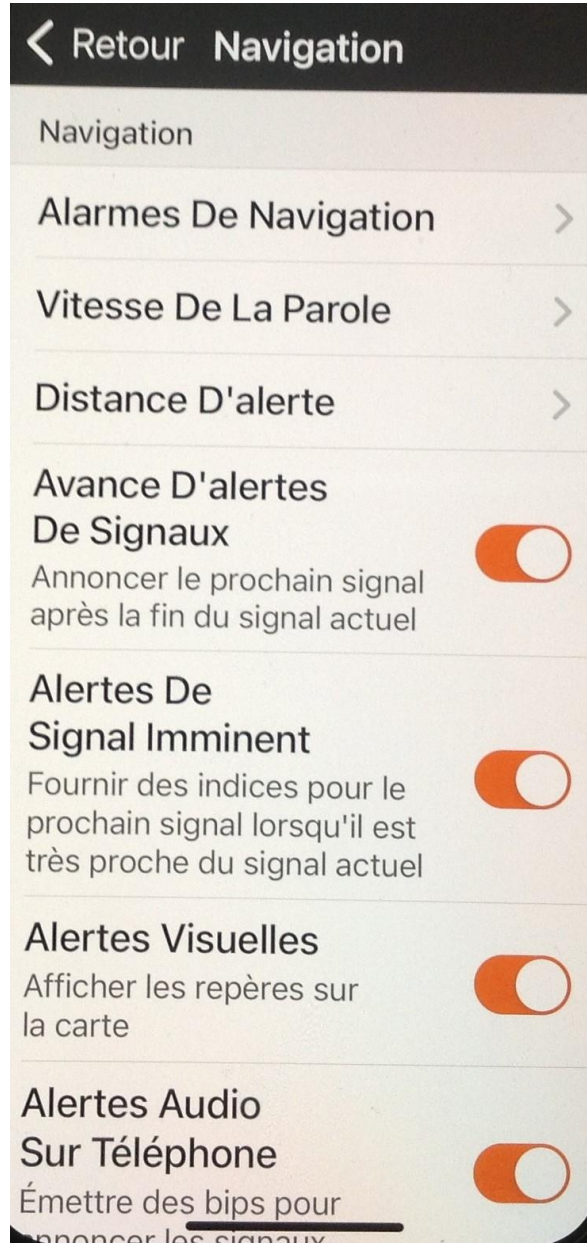 Retour Navigation
Navigation
Alarmes De Navigation
Vitesse De La Parole
Distance D'alerte
Avance D'alertes
De Signaux
Annoncer le prochain signal
après la fin du signal actuel
Alertes De
Signal Imminent
Fournir des indices pour le
prochain signal lorsqu'il est
très proche du signal actuel
Alertes Visuelles
Afficher les repères sur
la carte
Alertes Audio
Sur Téléphone
Émettre des bips pour
annoncer les signaux